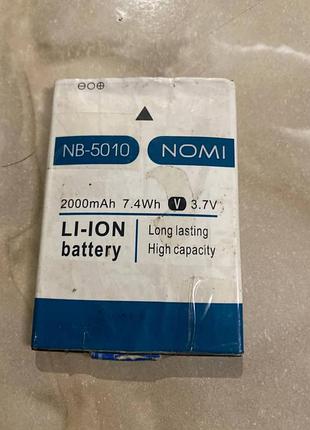 NB-5010 NOMI
2000mAh 7.4Wh V 3.7V
LI-ION
battery
Long lasting
High capacity